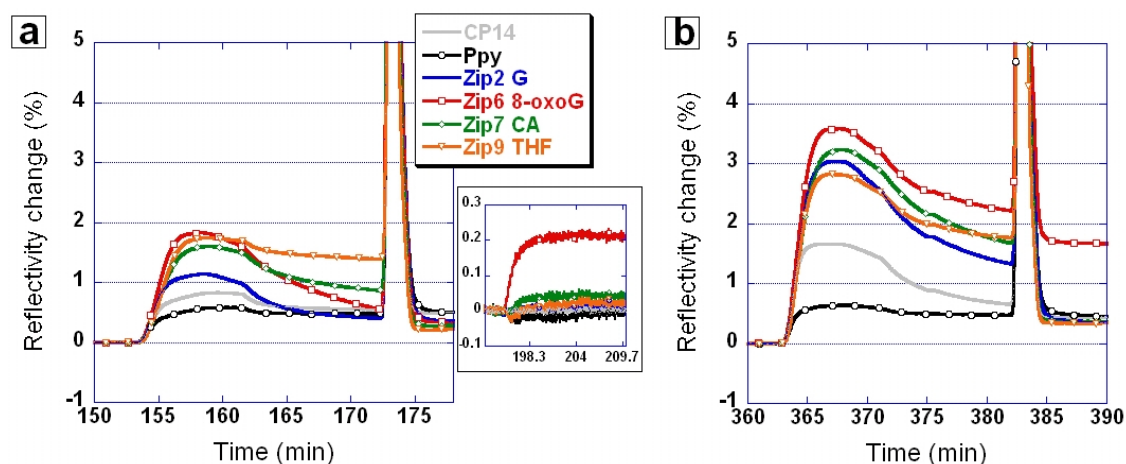 a
5
4
3
2
1
0
-1
Reflectivity change (%)
150 155 160 165 170 175
Time (min)
CP14
Ppy
Zip2 G
Zip6 8-oxoG
Zip7 CA
Zip9 THF
0.3
0.2
0.1
0
-0.1
198.3 204 209.7
b
5
4
3
2
1
0
-1
Reflectivity change (%)
360 365 370 375 380 385 390
Time (min)